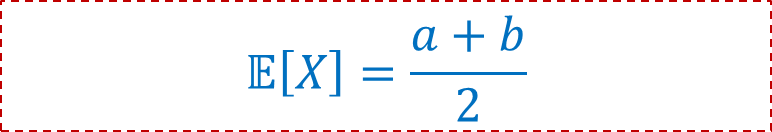 𝔼[X] = (a + b)/2